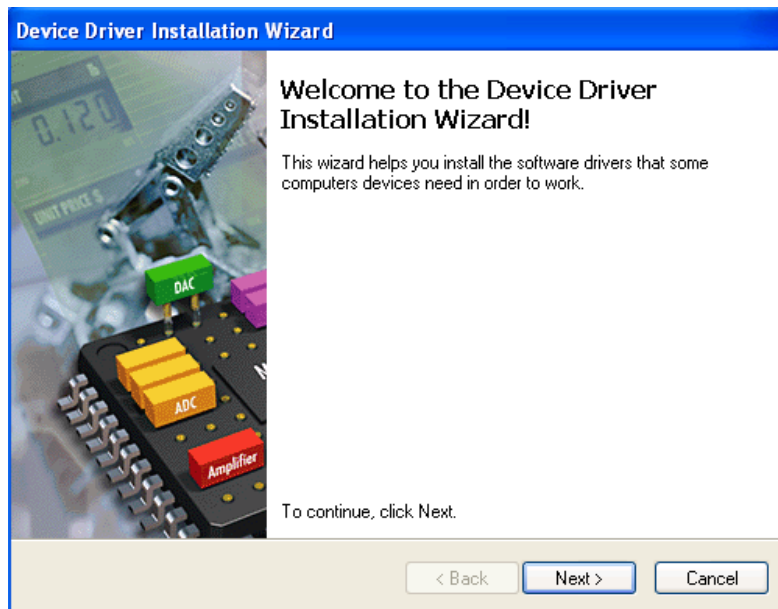 Device Driver Installation Wizard
Welcome to the Device Driver
Installation Wizard!
This wizard helps you install the software drivers that some
computers devices need in order to work.
0.120
UNIT PRICE $
DAC
ADC
Amplifier
To continue, click Next.
< Back
Next >
Cancel